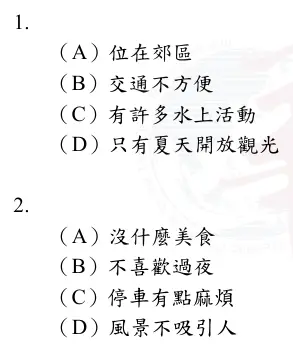 1.
（A）位在郊區
（B）交通不方便
（C）有許多水上活動
（D）只有夏天開放觀光
2.
（A）沒什麼美食
（B）不喜歡過夜
（C）停車有點麻煩
（D）風景不吸引人